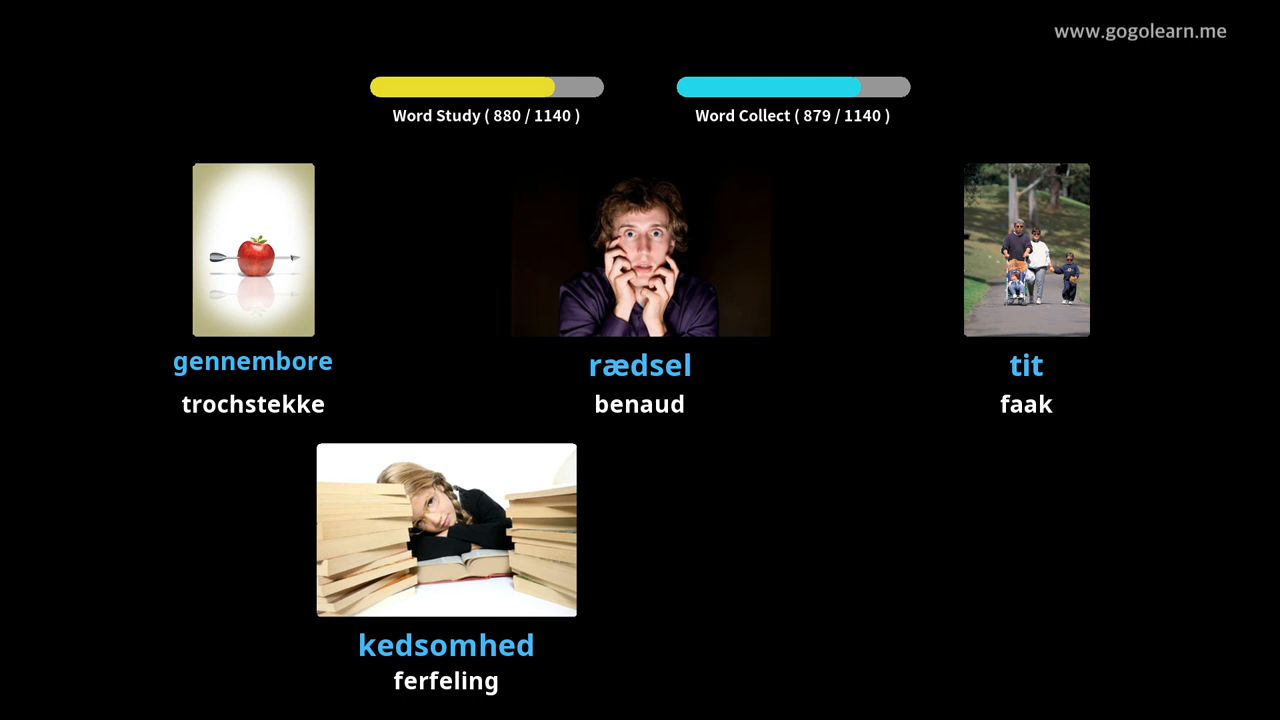 www.gogolearn.me
Word Study ( 880 / 1140 )
Word Collect ( 879 / 1140 )
gennembore
trochstekke
rædsel
benaud
tit
faak
kedsomhed
ferfeling